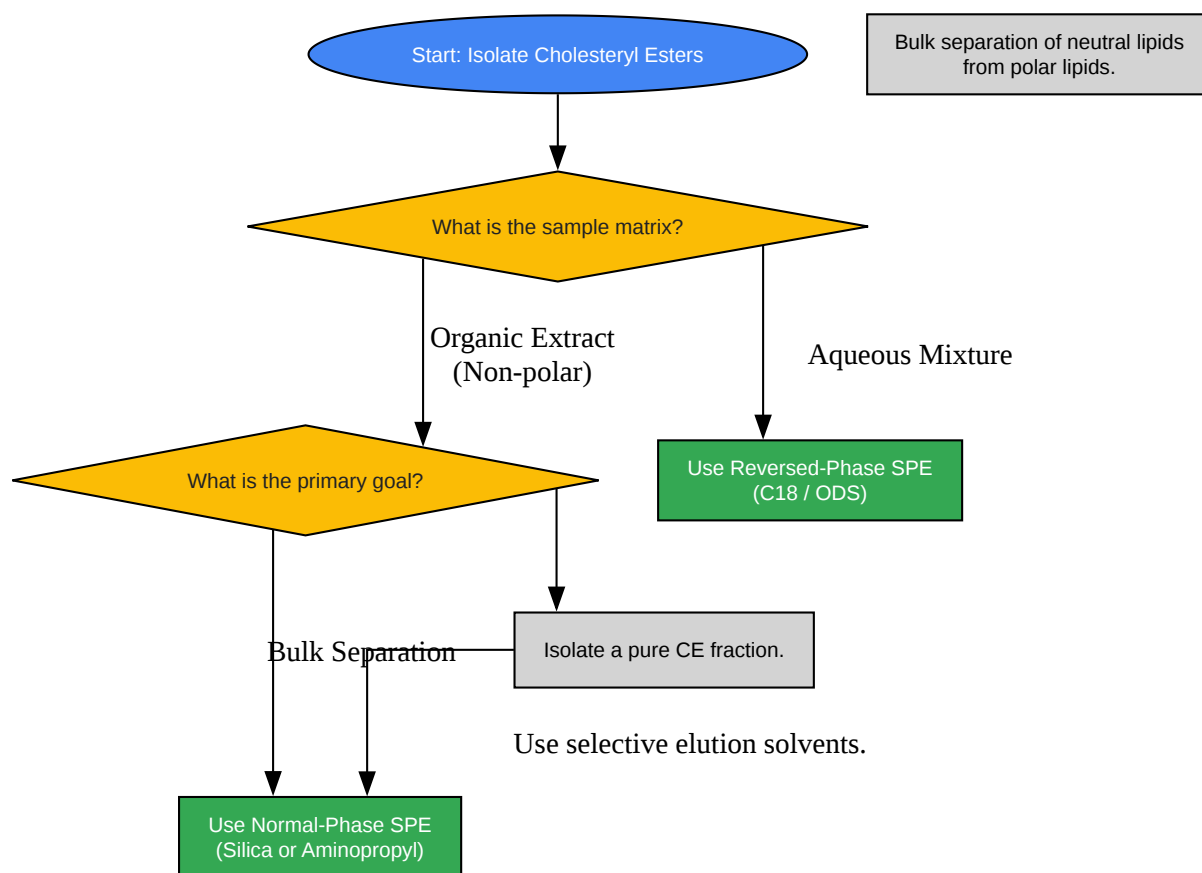 Start: Isolate Cholesteryl Esters
Bulk separation of neutral lipids
from polar lipids.
What is the sample matrix?
Organic Extract
(Non-polar)
Aqueous Mixture
What is the primary goal?
Use Reversed-Phase SPE
(C18 / ODS)
Bulk Separation
Isolate a pure CE fraction.
Use selective elution solvents.
Use Normal-Phase SPE
(Silica or Aminopropyl)